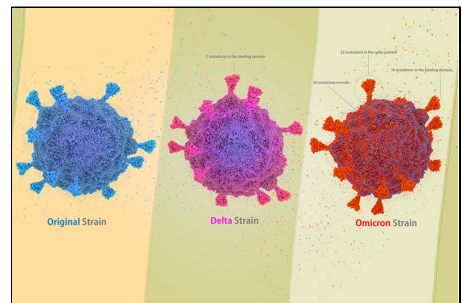 2 mutations in the binding domain
32 mutations in the spike protein
10 mutations in the binding domain,
50 mutations overall
Original Strain
Delta Strain
Omicron Strain